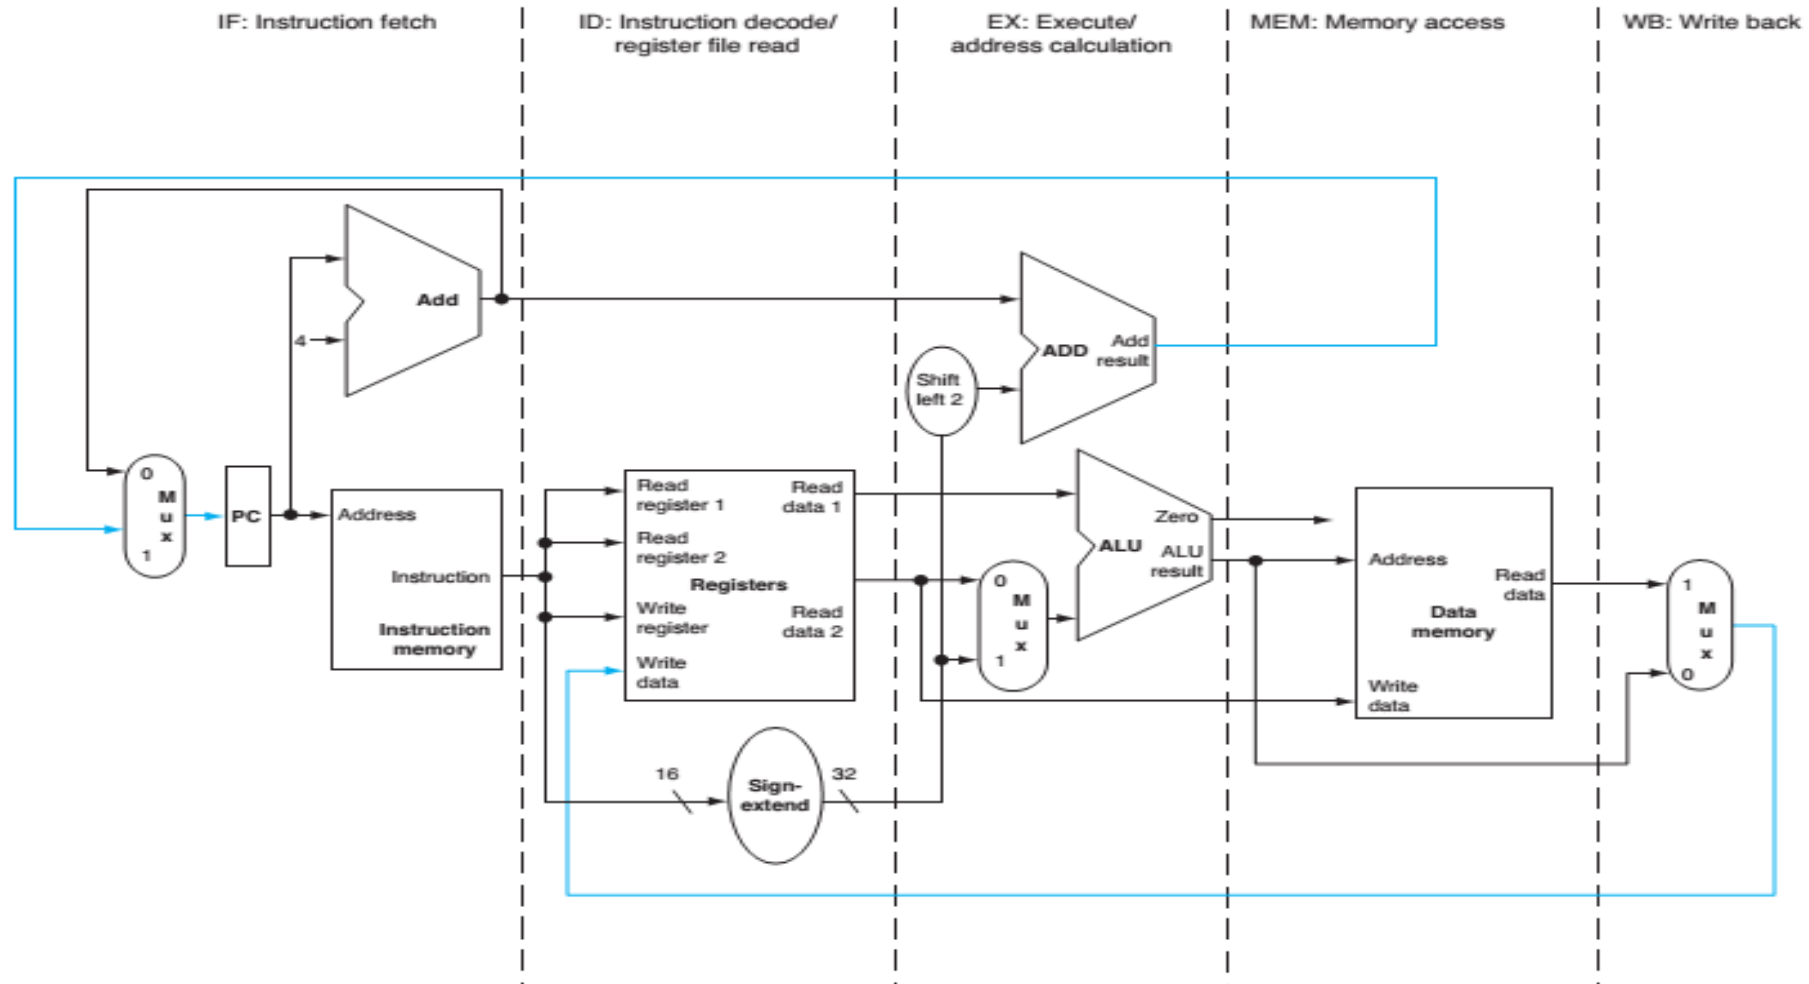 IF: Instruction fetch
ID: Instruction decode/
register file read
EX: Execute/
address calculation
MEM: Memory access
WB: Write back
Add
4
ADD
Add
result
Shift
left 2
0
M
u
x
1
PC
Address
Instruction
Instruction
memory
Read
register 1
Read
data 1
Read
register 2
Registers
Write
register
Read
data 2
Write
data
16
Sign-
extend
32
0
M
u
x
1
Zero
ALU
ALU
result
Address
Read
data
Data
memory
Write
data
1
M
u
x
0